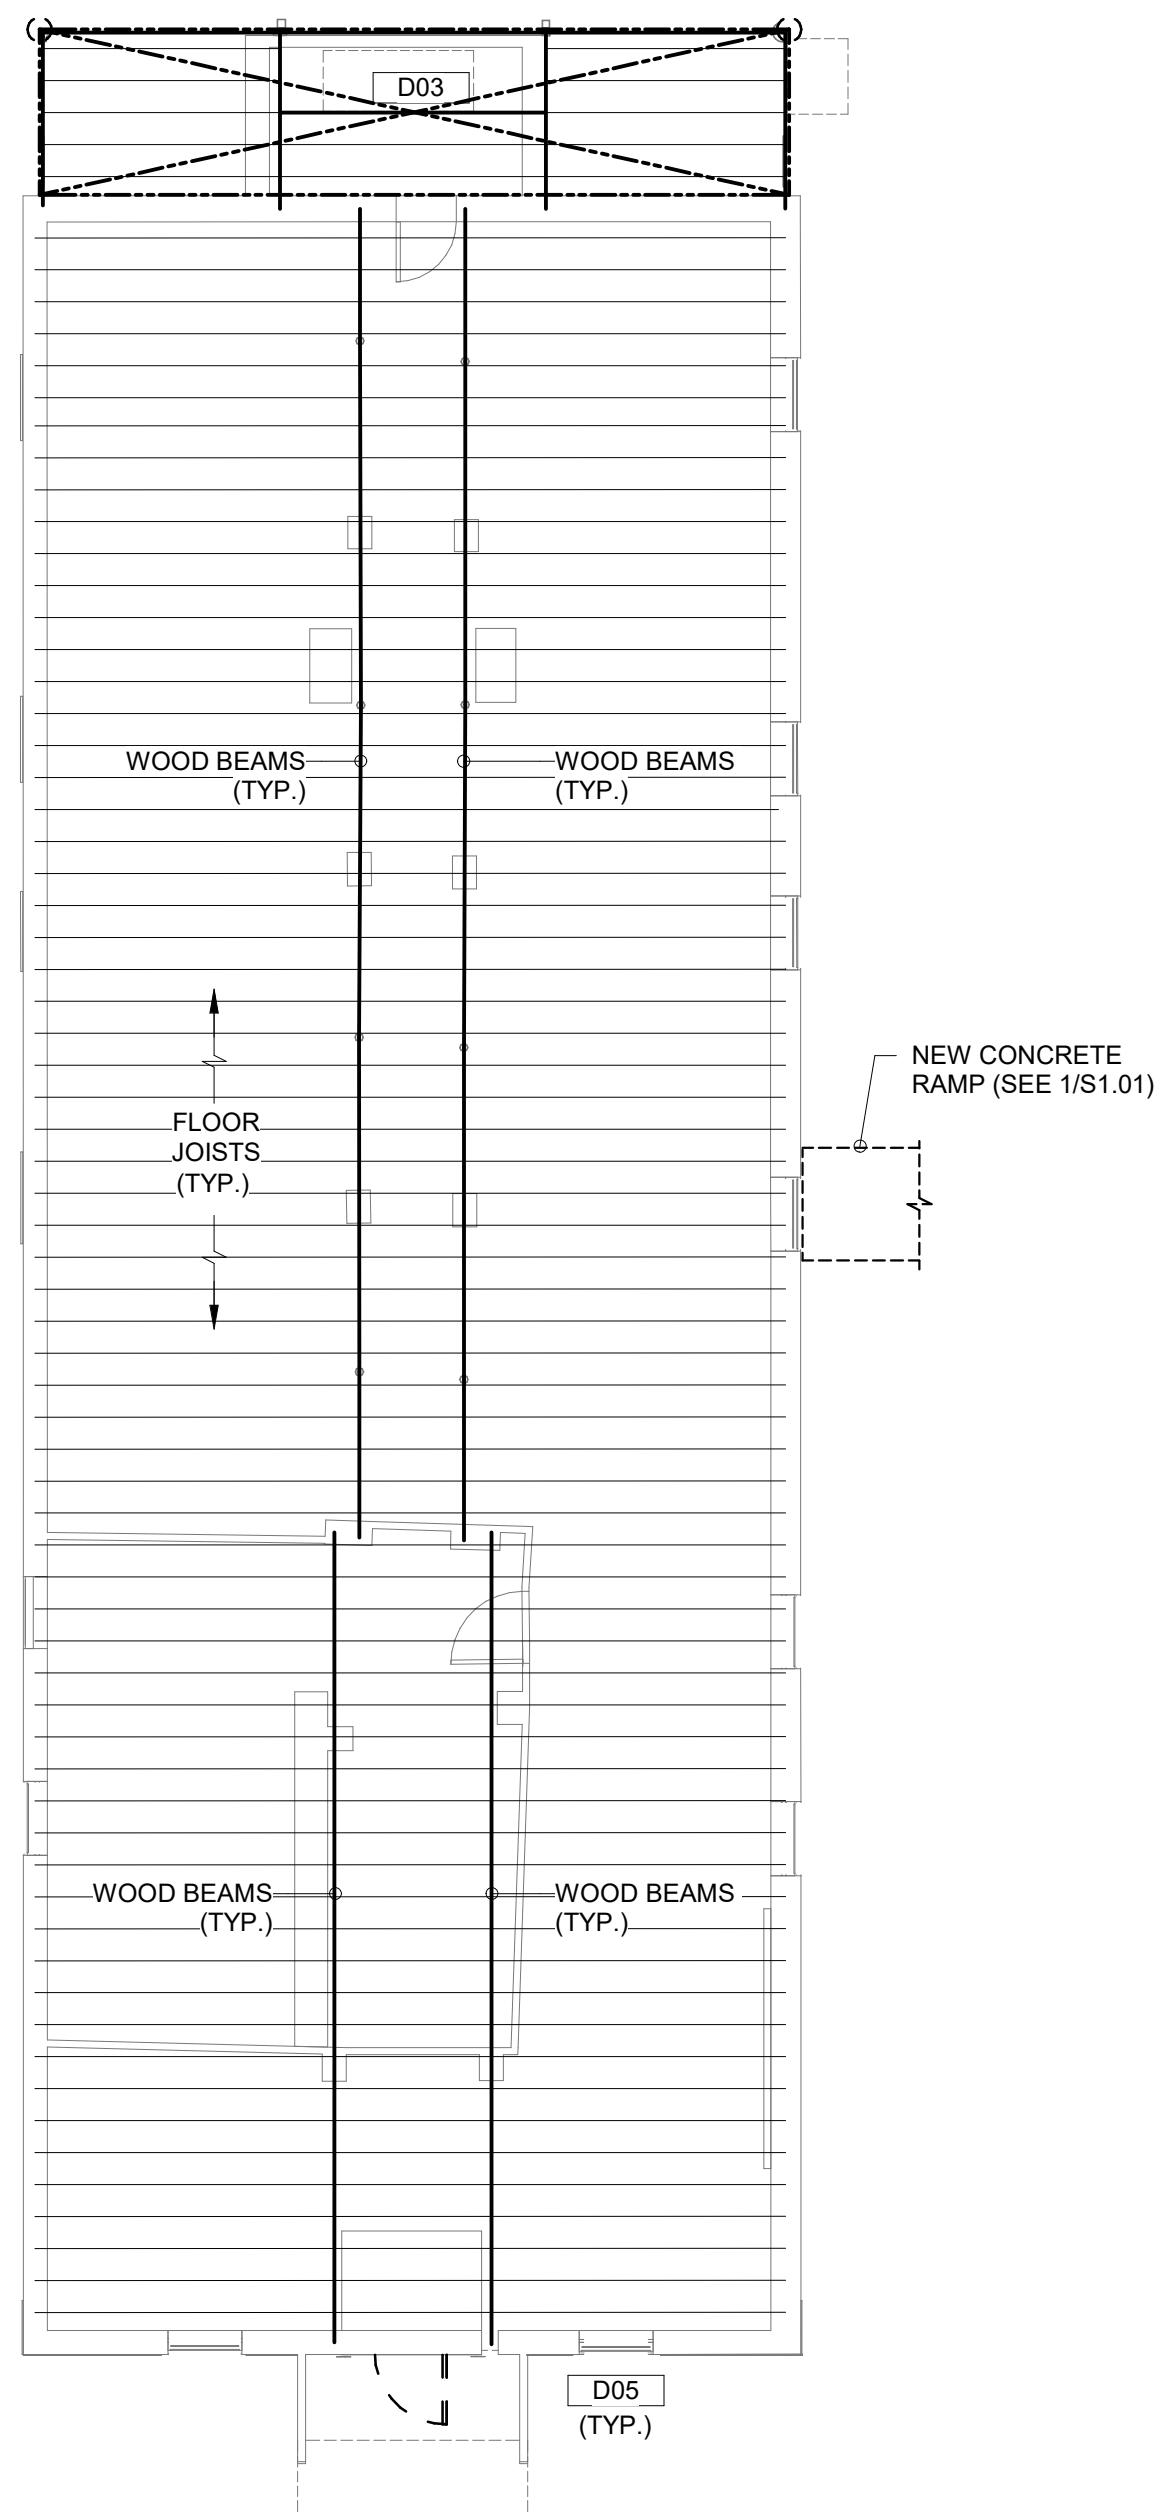 D03
WOOD BEAMS
(TYP.)
WOOD BEAMS
(TYP.)
NEW CONCRETE
RAMP (SEE 1/S1.01)
FLOOR
JOISTS
(TYP.)
WOOD BEAMS
(TYP.)
WOOD BEAMS
(TYP.)
D05
(TYP.)